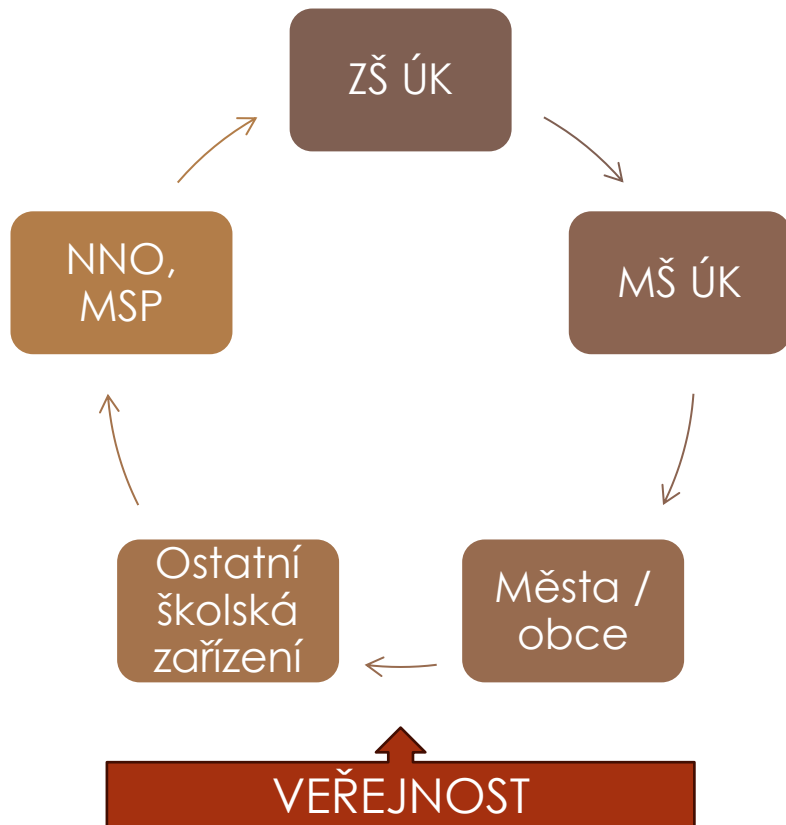 ZŠ ÚK
MŠ ÚK
Města /
obce
Ostatní
školská
zařízení
NNO,
MSP
VEŘEJNOST